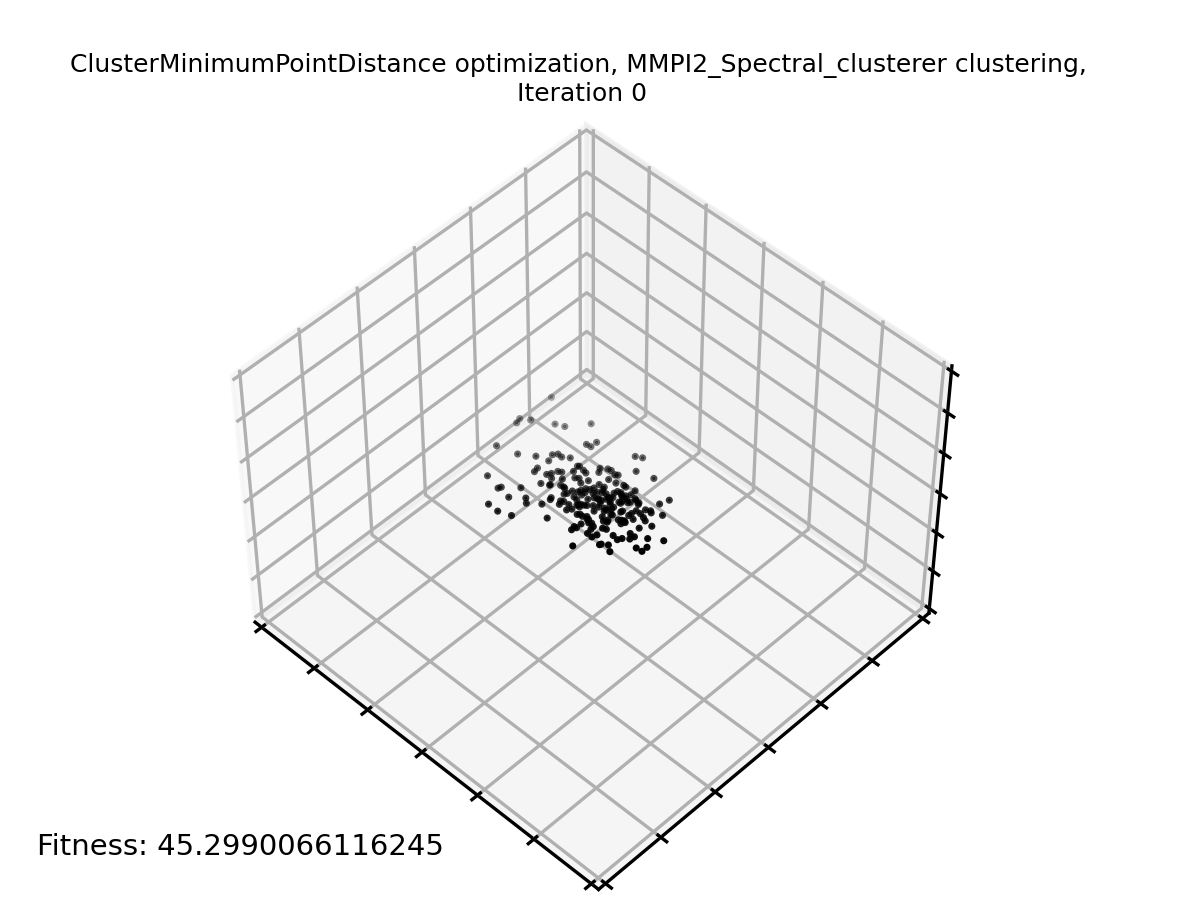 ClusterMinimumPointDistance optimization, MMPI2_Spectral_clusterer clustering,
Iteration 0
Fitness: 45.2990066116245